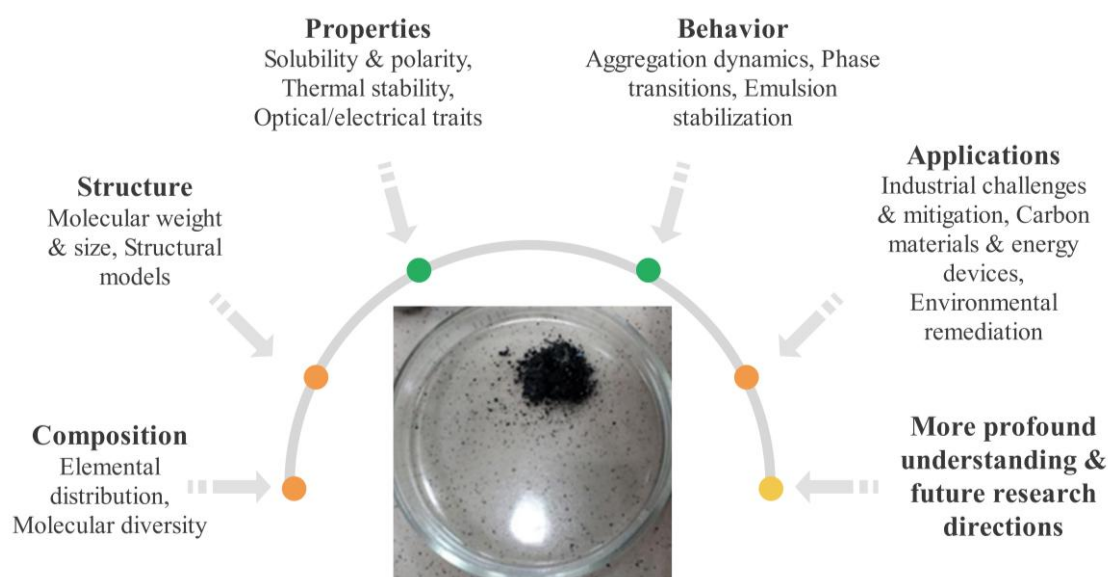 Properties
Solubility & polarity,
Thermal stability,
Optical/electrical traits
Behavior
Aggregation dynamics, Phase
transitions, Emulsion
stabilization
Structure
Molecular weight
& size, Structural
models
Applications
Industrial challenges
& mitigation, Carbon
materials & energy
devices,
Environmental
remediation
Composition
Elemental
distribution,
Molecular diversity
More profound
understanding &
future research
directions